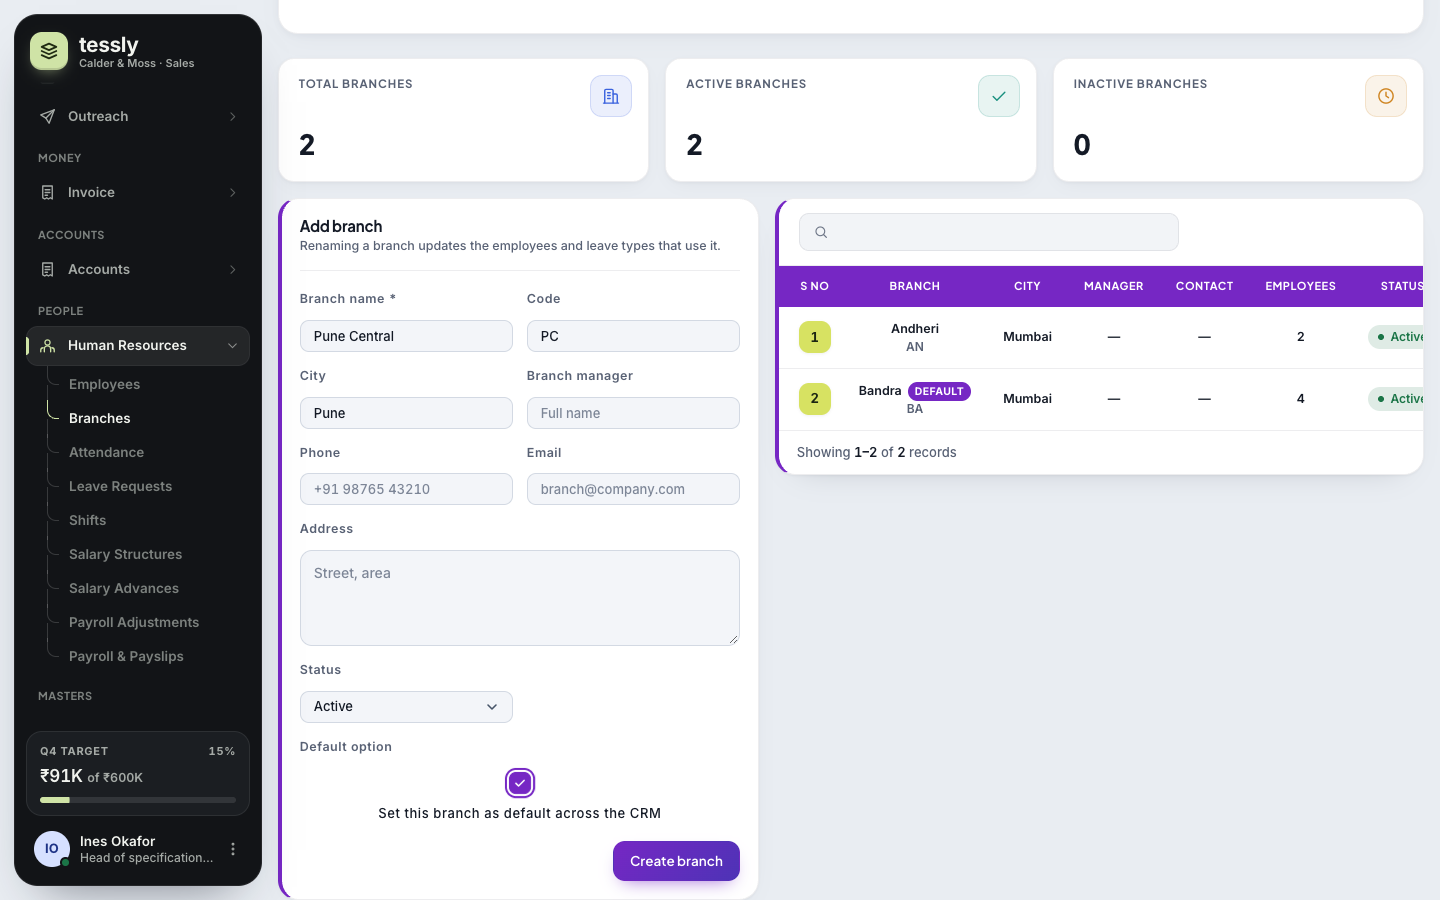 tessly
Calder & Moss · Sales
Outreach
MONEY
Invoice
ACCOUNTS
Accounts
PEOPLE
Human Resources
Employees
Branches
Attendance
Leave Requests
Shifts
Salary Structures
Salary Advances
Payroll Adjustments
Payroll & Payslips
MASTERS
Q4 TARGET 15%
₹91K of ₹600K
IO
Ines Okafor
Head of specification...
TOTAL BRANCHES
2
ACTIVE BRANCHES
2
INACTIVE BRANCHES
0
Add branch
Renaming a branch updates the employees and leave types that use it.
Branch name * Code
Pune Central PC
City Branch manager
Pune Full name
Phone Email
+91 98765 43210 branch@company.com
Address
Street, area
Status
Active
Default option
Set this branch as default across the CRM
Create branch
S NO BRANCH CITY MANAGER CONTACT EMPLOYEES STATUS
1 Andheri Mumbai — — 2 Active
AN
2 Bandra DEFAULT Mumbai — — 4 Active
BA
Showing 1–2 of 2 records